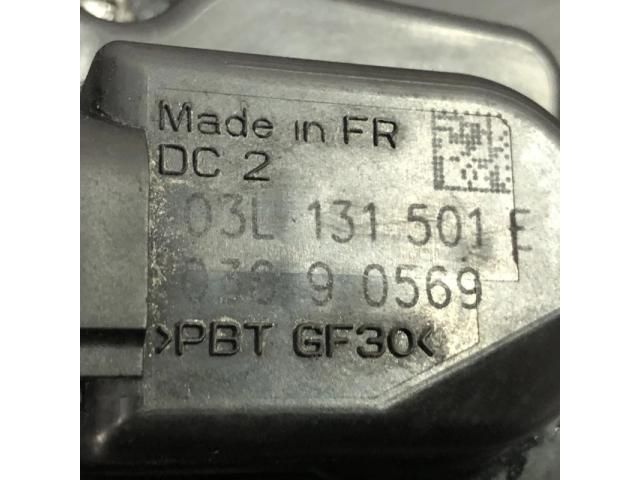 Made in FR
DC 2
03L 131 501 E
9 0569
>PBT GF30<